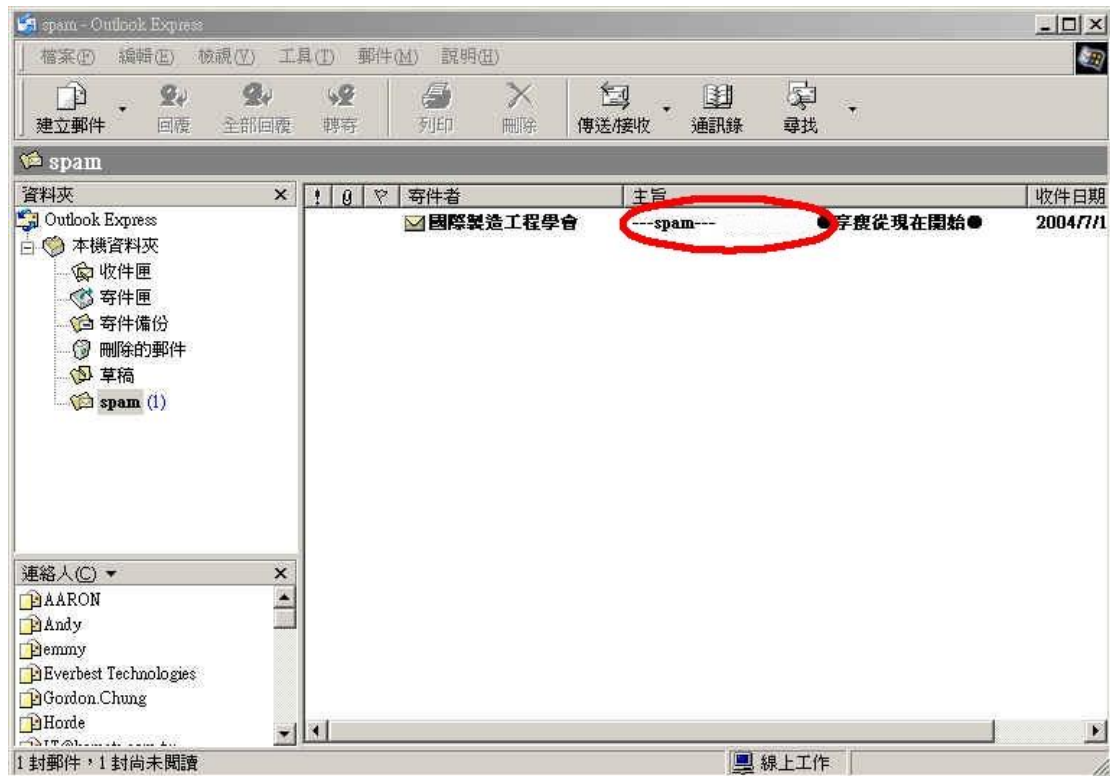 spam - Outlook Express
檔案(F) 編輯(E) 檢視(V) 工具(T) 郵件(M) 說明(H)
建立郵件 回覆 全部回覆 轉寄 列印 刪除 傳送/接收 通訊錄 尋找
spam
資料夾
! 寄件者 主旨 收件日期
Outlook Express
國際製造工程學會 ---spam--- ●享瘦從現在開始● 2004/7/1
本機資料夾
收件匣
寄件匣
寄件備份
刪除的郵件
草稿
spam (1)
連絡人(C)
AARON
Andy
emmy
Everbest Technologies
Gordon.Chung
Horde
1 封郵件，1 封尚未閱讀 線上工作